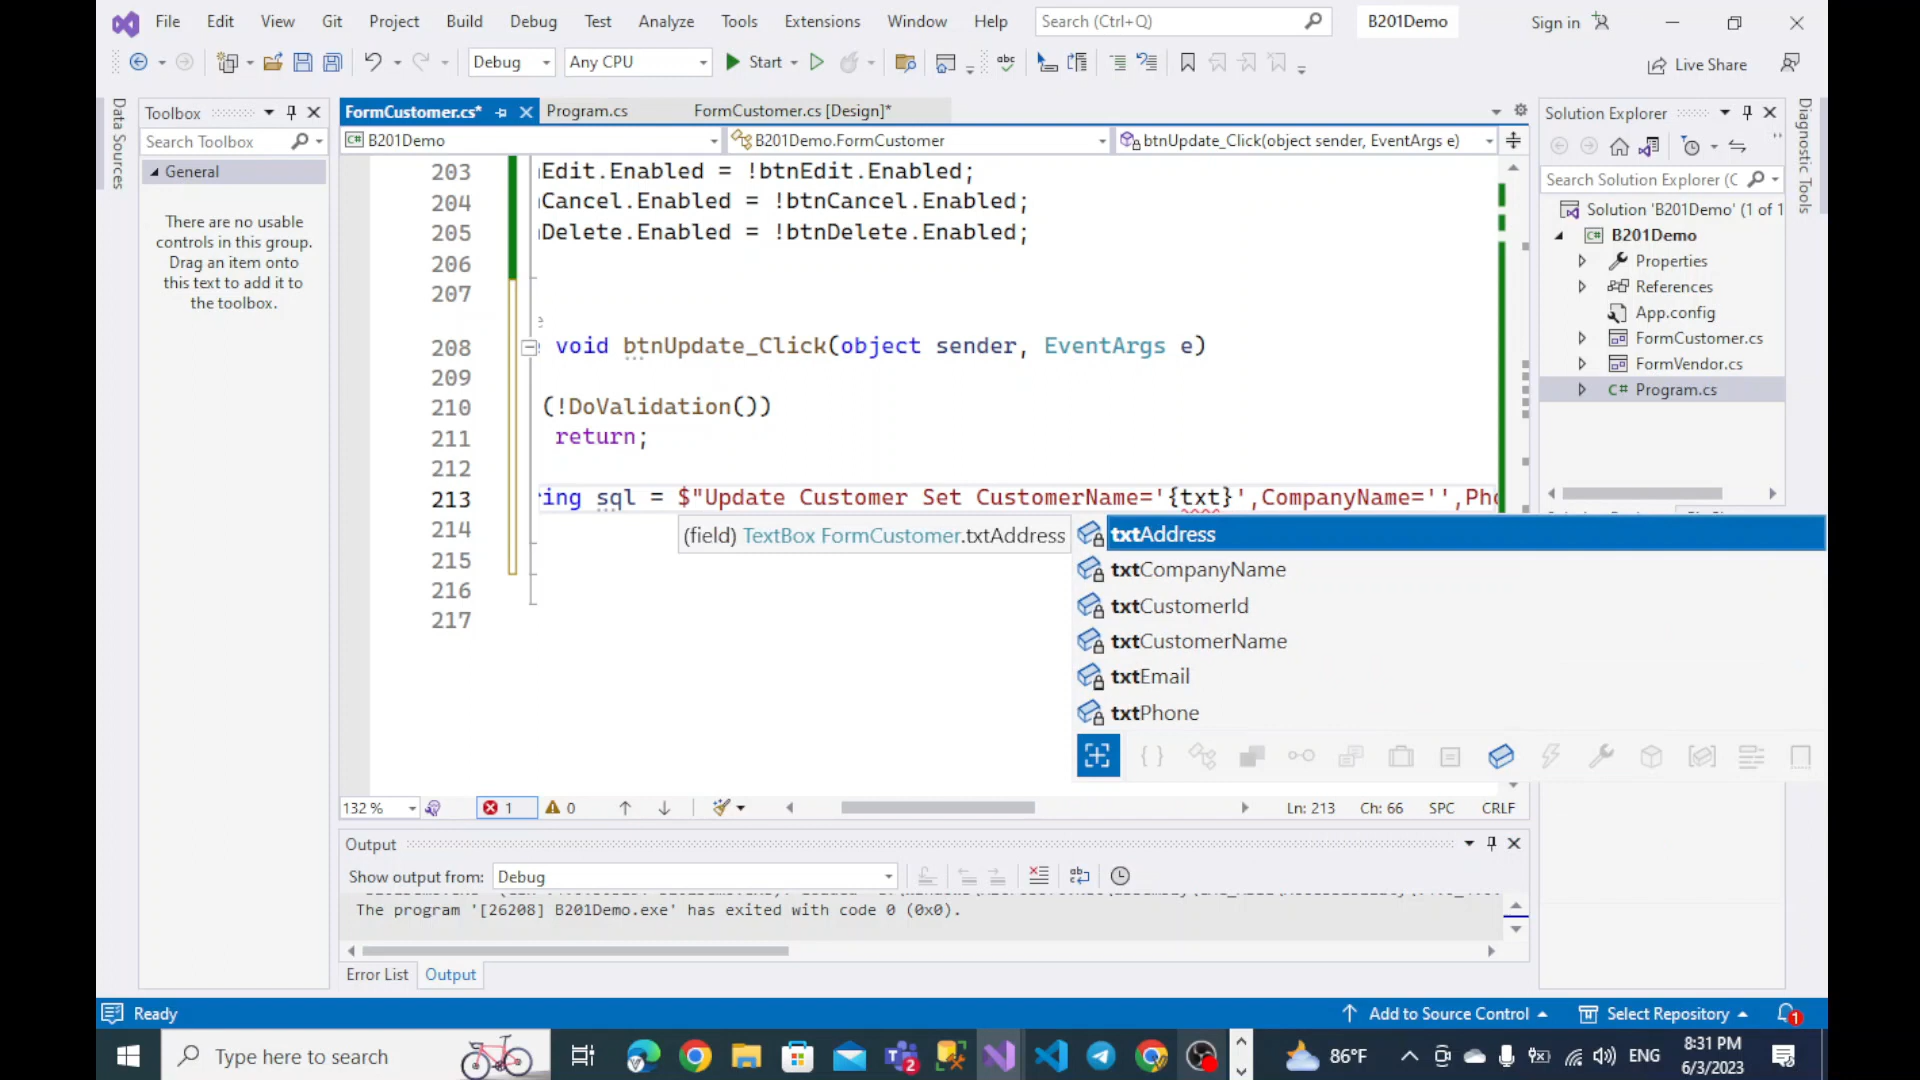 File Edit View Git Project Build Debug Test Analyze Tools Extensions Window Help Search (Ctrl+Q) B201Demo Sign in
Debug Any CPU Start Live Share
Data Sources
Toolbox
Search Toolbox
General
There are no usable
controls in this group.
Drag an item onto
this text to add it to
the toolbox.
FormCustomer.cs* Program.cs FormCustomer.cs [Design]*
B201Demo B201Demo.FormCustomer btnUpdate_Click(object sender, EventArgs e)
203 Edit.Enabled = !btnEdit.Enabled;
204 Cancel.Enabled = !btnCancel.Enabled;
205 Delete.Enabled = !btnDelete.Enabled;
206
207
208 void btnUpdate_Click(object sender, EventArgs e)
209
210 (!DoValidation())
211 return;
212
213 ing sql = $"Update Customer Set CustomerName='{txt}',CompanyName='',Pho
214
215
216
217
(field) TextBox FormCustomer.txtAddress
txtAddress
txtCompanyName
txtCustomerId
txtCustomerName
txtEmail
txtPhone
132 % 1 0 Ln: 213 Ch: 66 SPC CRLF
Output
Show output from: Debug
The program '[26208] B201Demo.exe' has exited with code 0 (0x0).
Error List Output
Solution Explorer
Search Solution Explorer (C
Solution 'B201Demo' (1 of 1
B201Demo
Properties
References
App.config
FormCustomer.cs
FormVendor.cs
C# Program.cs
Diagnostic Tools
Ready Add to Source Control Select Repository 1
Type here to search 2 86°F ENG 8:31 PM
6/3/2023